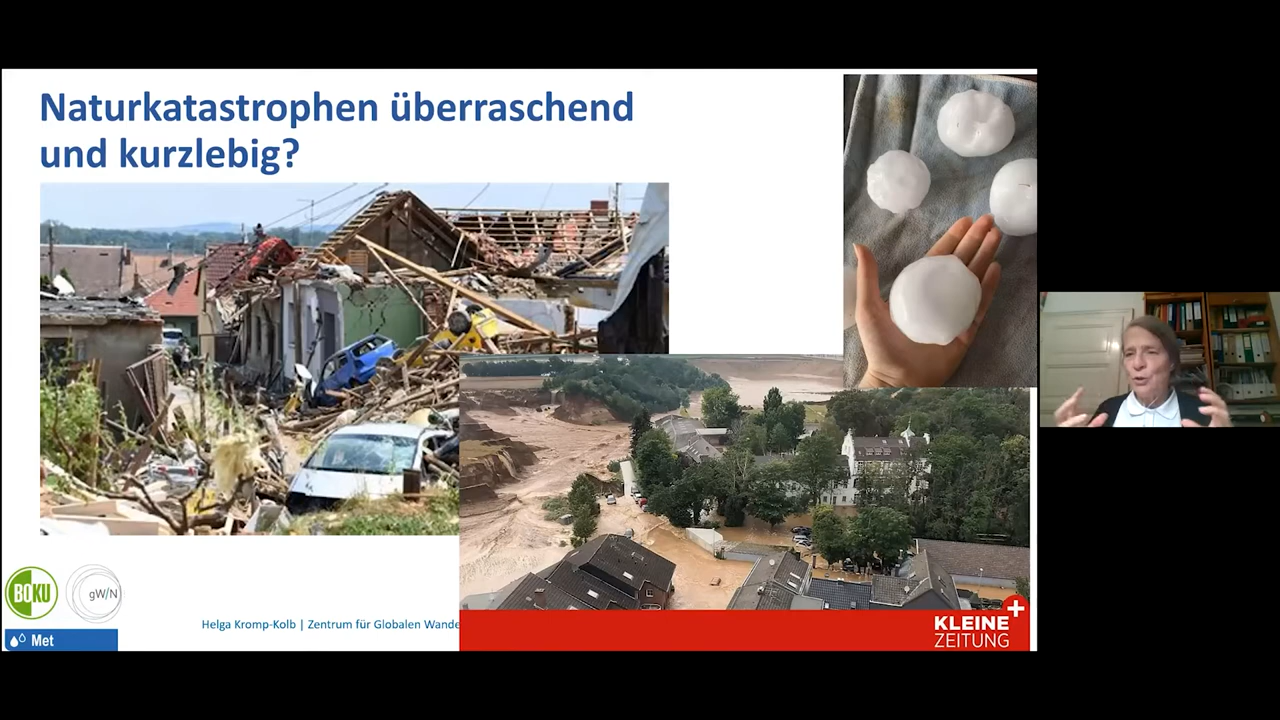 Naturkatastrophen überraschend
und kurzlebig?
BOKU
gW/N
Met
Helga Kromp-Kolb | Zentrum für Globalen Wande
KLEINE
ZEITUNG